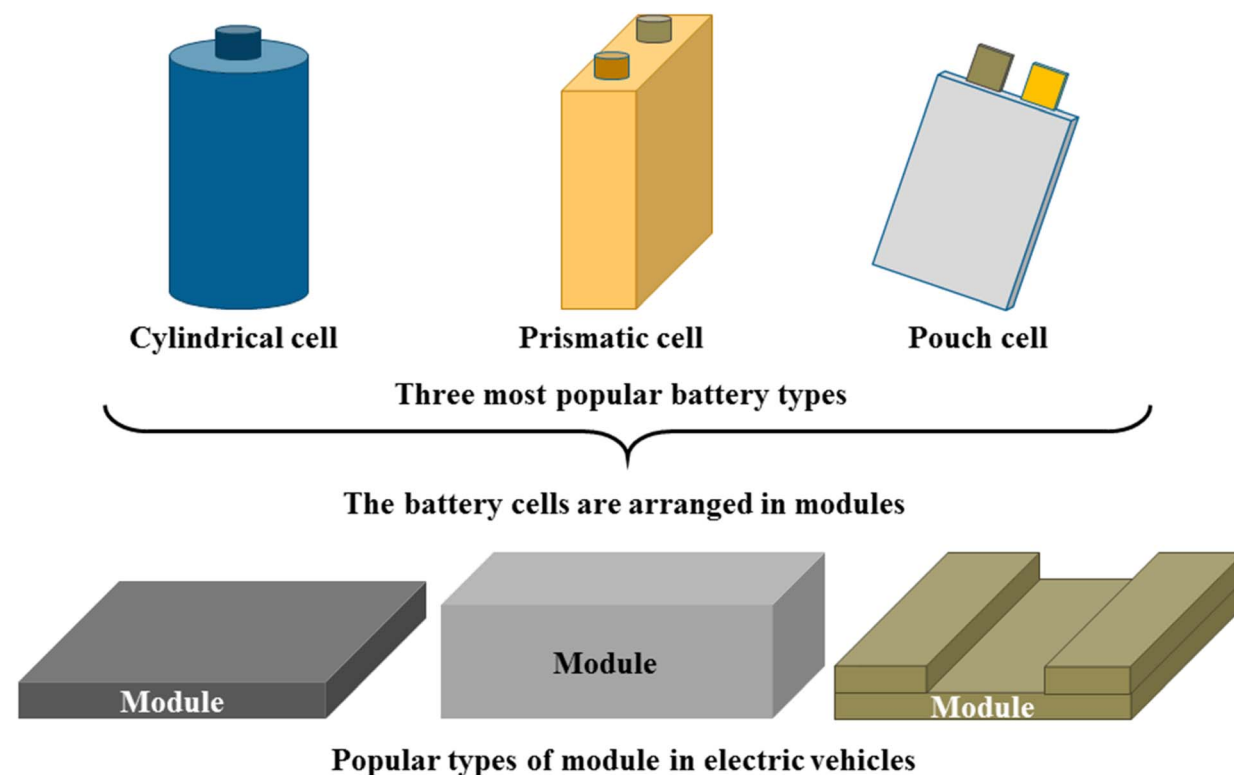 Cylindrical cell
Prismatic cell
Pouch cell
Three most popular battery types
The battery cells are arranged in modules
Module
Module
Module
Popular types of module in electric vehicles